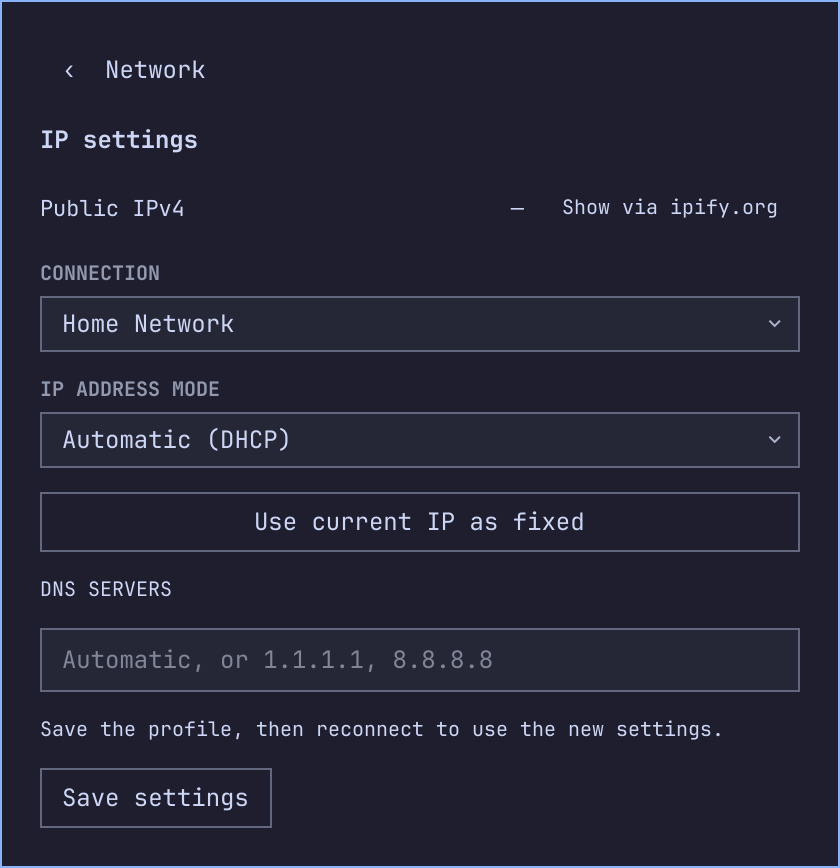 ‹ Network
IP settings
Public IPv4 — Show via ipify.org
CONNECTION
Home Network
IP ADDRESS MODE
Automatic (DHCP)
Use current IP as fixed
DNS SERVERS
Automatic, or 1.1.1.1, 8.8.8.8
Save the profile, then reconnect to use the new settings.
Save settings